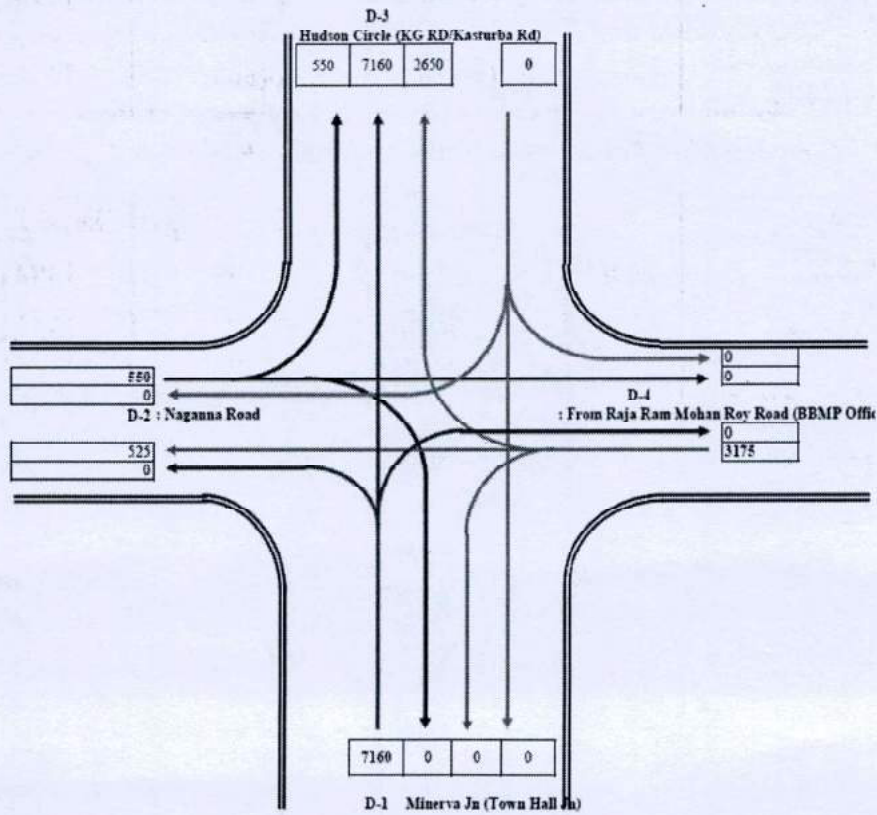 D-3
Hudson Circle (KG RD/Kasturba Rd)
550 7160 2650 0
550
0
0
0
D-2 : Naganna Road
D-4
: From Raja Ram Mohan Roy Road (BBMP Offic
525
0
0
3175
7160 0 0 0
D-1 Minerva Jn (Town Hall Jn)